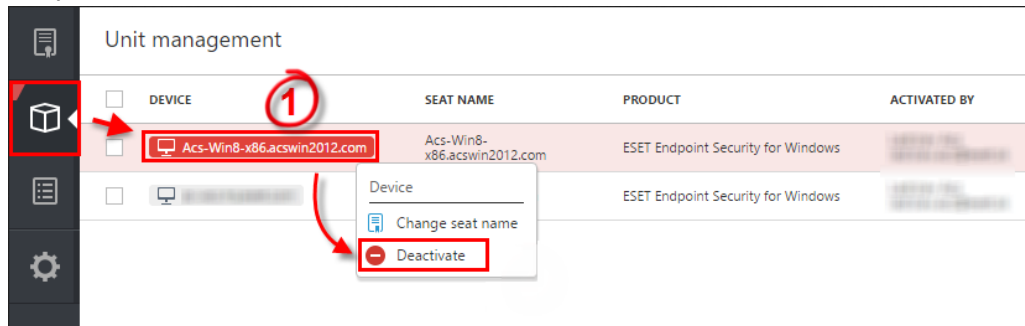 Unit management
DEVICE SEAT NAME PRODUCT ACTIVATED BY
1
Acs-Win8-x86.acswin2012.com Acs-Win8-
x86.acswin2012.com ESET Endpoint Security for Windows
Device
ESET Endpoint Security for Windows
Change seat name
Deactivate